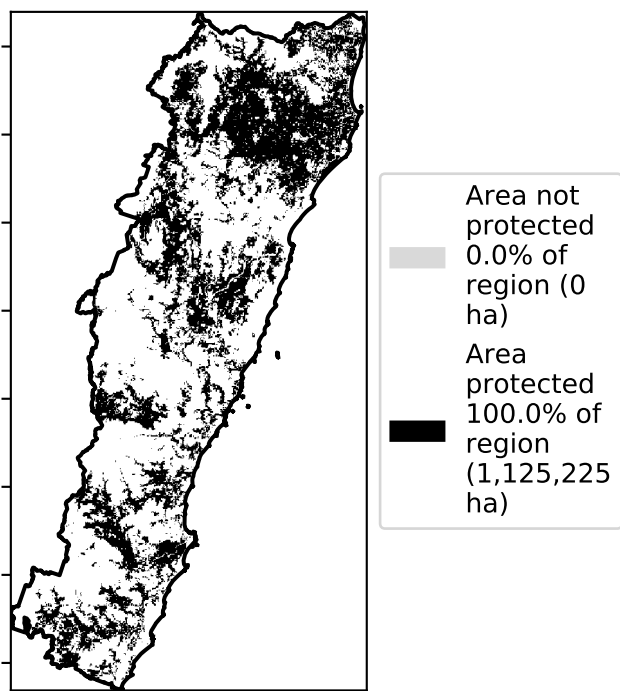 Area not
protected
0.0% of
region (0
ha)
Area
protected
100.0% of
region
(1,125,225
ha)